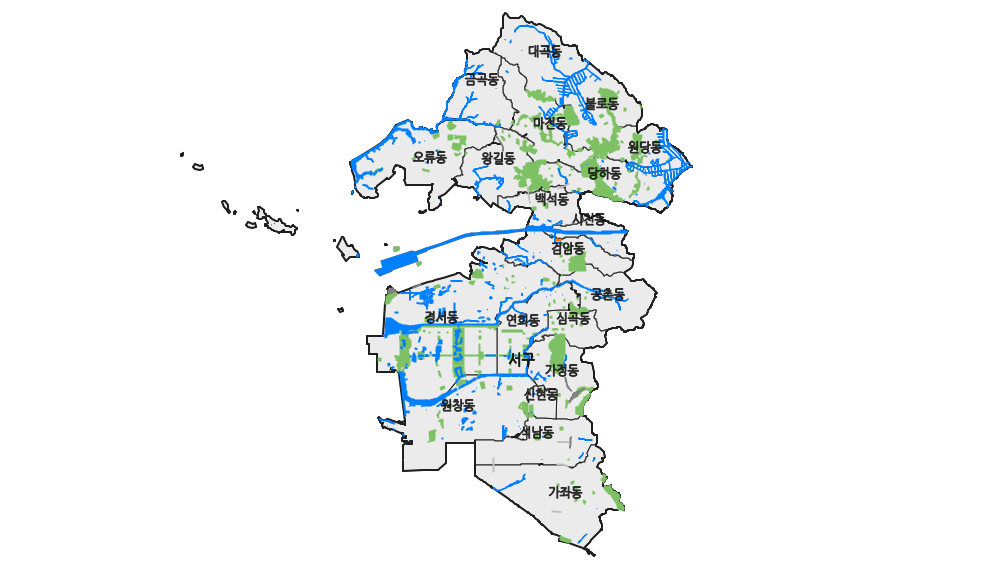 대곡동
금곡동
불로동
마전동
원당동
오류동
왕길동
당하동
백석동
시천동
검암동
공촌동
경서동
연희동
심곡동
서구
가정동
신현동
원창동
석남동
가좌동